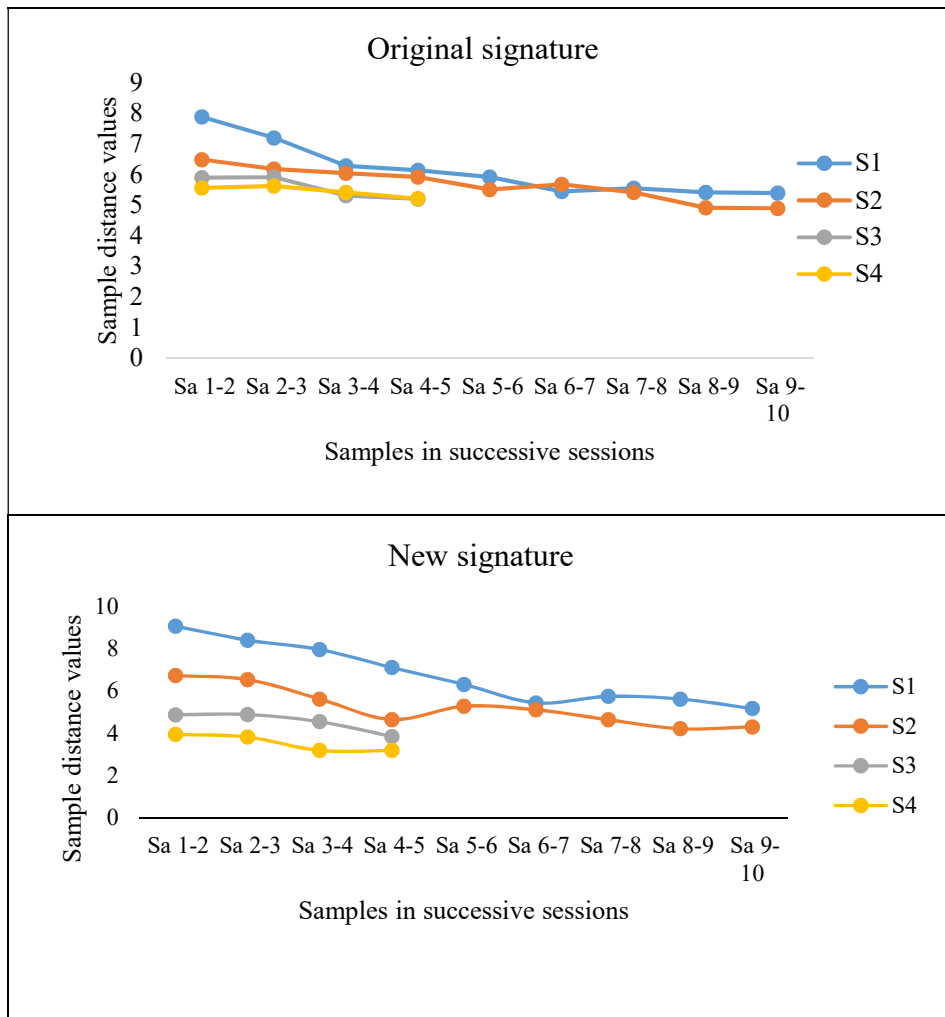 Original signature
9
8
7
6
5
4
3
2
1
0
Sample distance values
Sa 1-2 Sa 2-3 Sa 3-4 Sa 4-5 Sa 5-6 Sa 6-7 Sa 7-8 Sa 8-9 Sa 9-
10
Samples in successive sessions
S1
S2
S3
S4
New signature
10
8
6
4
2
0
Sample distance values
Sa 1-2 Sa 2-3 Sa 3-4 Sa 4-5 Sa 5-6 Sa 6-7 Sa 7-8 Sa 8-9 Sa 9-
10
Samples in successive sessions
S1
S2
S3
S4